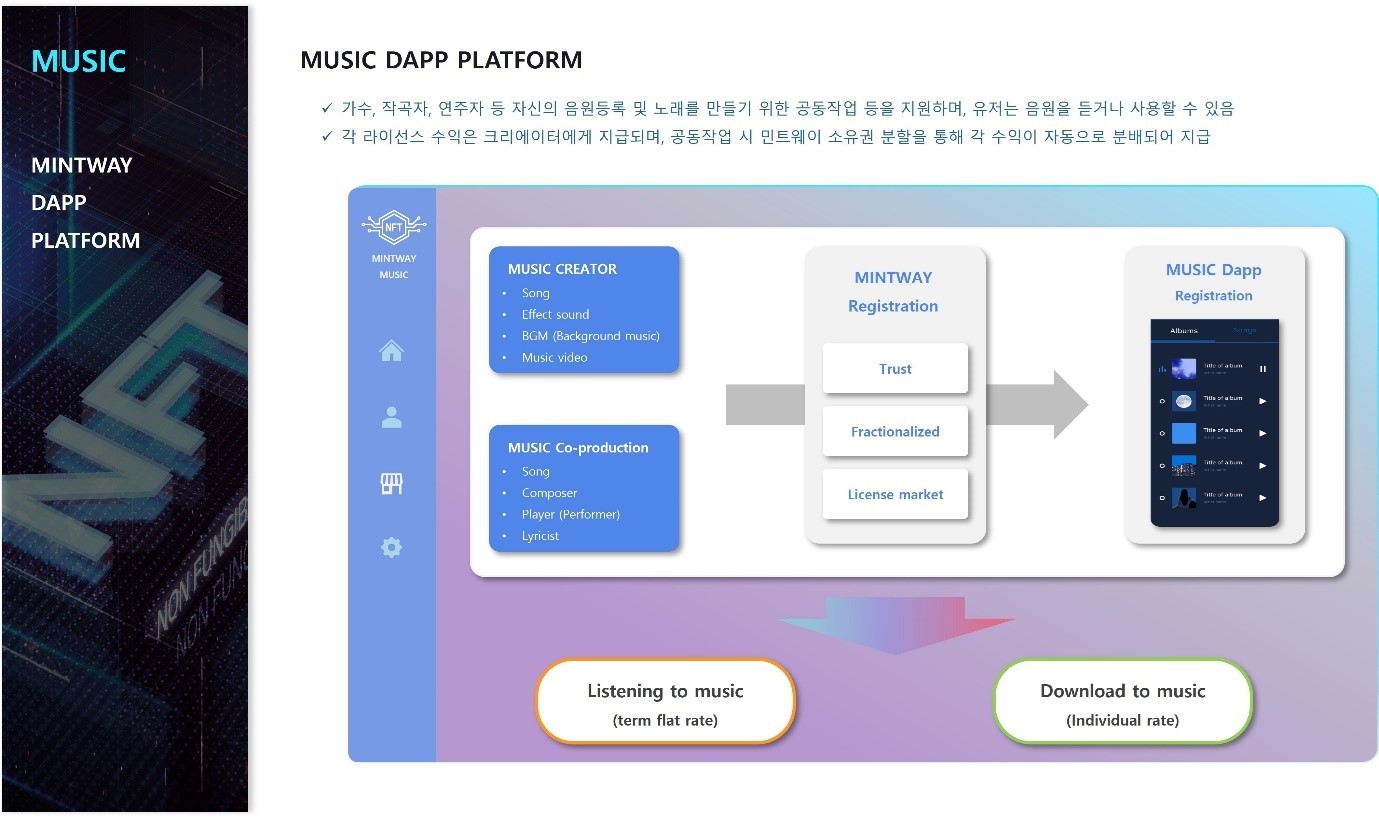 MUSIC
MINTWAY
DAPP
PLATFORM
NFT
NON FUNGIB
NON FUNG
MUSIC DAPP PLATFORM
✓ 가수, 작곡자, 연주자 등 자신의 음원등록 및 노래를 만들기 위한 공동작업 등을 지원하며, 유저는 음원을 듣거나 사용할 수 있음
✓ 각 라이선스 수익은 크리에이터에게 지급되며, 공동작업 시 민트웨이 소유권 분할을 통해 각 수익이 자동으로 분배되어 지급
NFT
MINTWAY
MUSIC
MUSIC CREATOR
• Song
• Effect sound
• BGM (Background music)
• Music video
MUSIC Co-production
• Song
• Composer
• Player (Performer)
• Lyricist
MINTWAY
Registration
Trust
Fractionalized
License market
MUSIC Dapp
Registration
Albums Songs
Title of album
Title of album
Title of album
Title of album
Title of album
Listening to music
(term flat rate)
Download to music
(Individual rate)